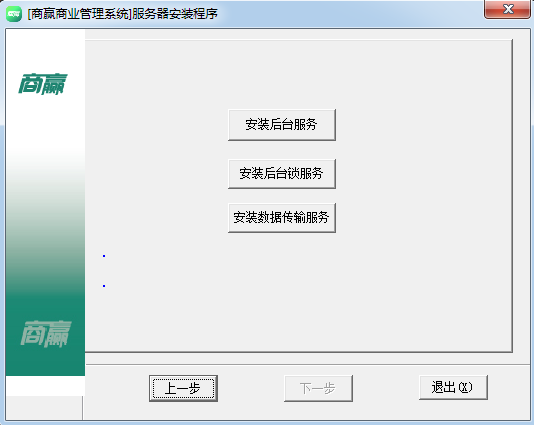 [商赢商业管理系统]服务器安装程序
商赢
安装后台服务
安装后台锁服务
安装数据传输服务
商赢
上一步
下一步
退出(X)